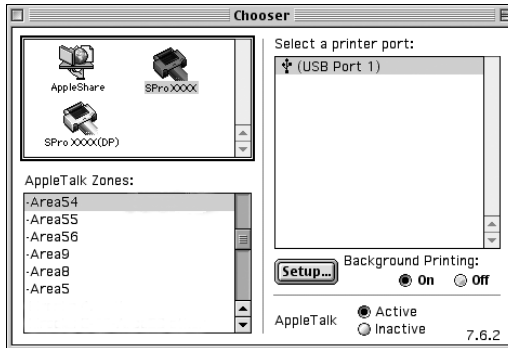 Chooser
AppleShare
SPro XXXX
SPro XXXX(DP)
AppleTalk Zones:
-Area54
-Area55
-Area56
-Area9
-Area8
-Area5
Select a printer port:
(USB Port 1)
Setup...
Background Printing:
On Off
AppleTalk
Active
Inactive
7.6.2